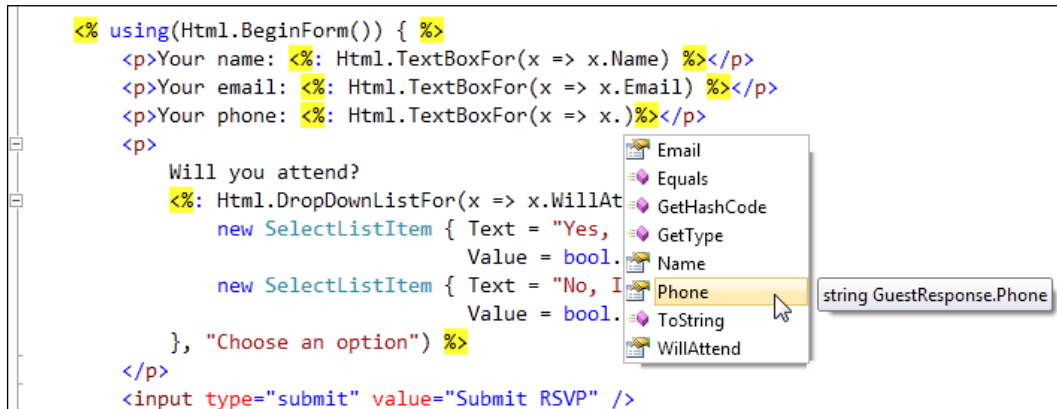 <% using(Html.BeginForm()) { %>
<p>Your name: <%: Html.TextBoxFor(x => x.Name) %></p>
<p>Your email: <%: Html.TextBoxFor(x => x.Email) %></p>
<p>Your phone: <%: Html.TextBoxFor(x => x.)%></p>
<p>
Will you attend?
<%: Html.DropDownListFor(x => x.WillAt
new SelectListItem { Text = "Yes,
Value = bool.
new SelectListItem { Text = "No, I
Value = bool.
}, "Choose an option") %>
</p>
<input type="submit" value="Submit RSVP" />
Email
Equals
GetHashCode
GetType
Name
Phone
ToString
WillAttend
string GuestResponse.Phone